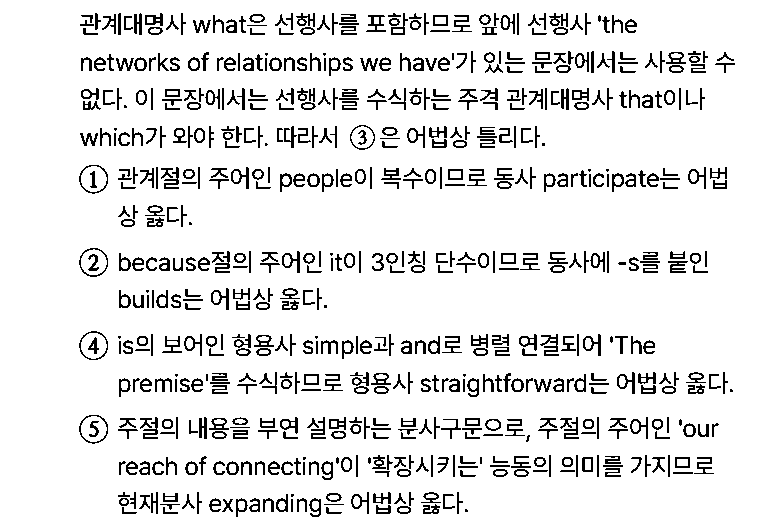 관계대명사 what은 선행사를 포함하므로 앞에 선행사 'the
networks of relationships we have'가 있는 문장에서는 사용할 수
없다. 이 문장에서는 선행사를 수식하는 주격 관계대명사 that이나
which가 와야 한다. 따라서 ③은 어법상 틀리다.
① 관계절의 주어인 people이 복수이므로 동사 participate는 어법
상 옳다.
② because절의 주어인 it이 3인칭 단수이므로 동사에 -s를 붙인
builds는 어법상 옳다.
④ is의 보어인 형용사 simple과 and로 병렬 연결되어 'The
premise'를 수식하므로 형용사 straightforward는 어법상 옳다.
⑤ 주절의 내용을 부연 설명하는 분사구문으로, 주절의 주어인 'our
reach of connecting'이 '확장시키는' 능동의 의미를 가지므로
현재분사 expanding은 어법상 옳다.